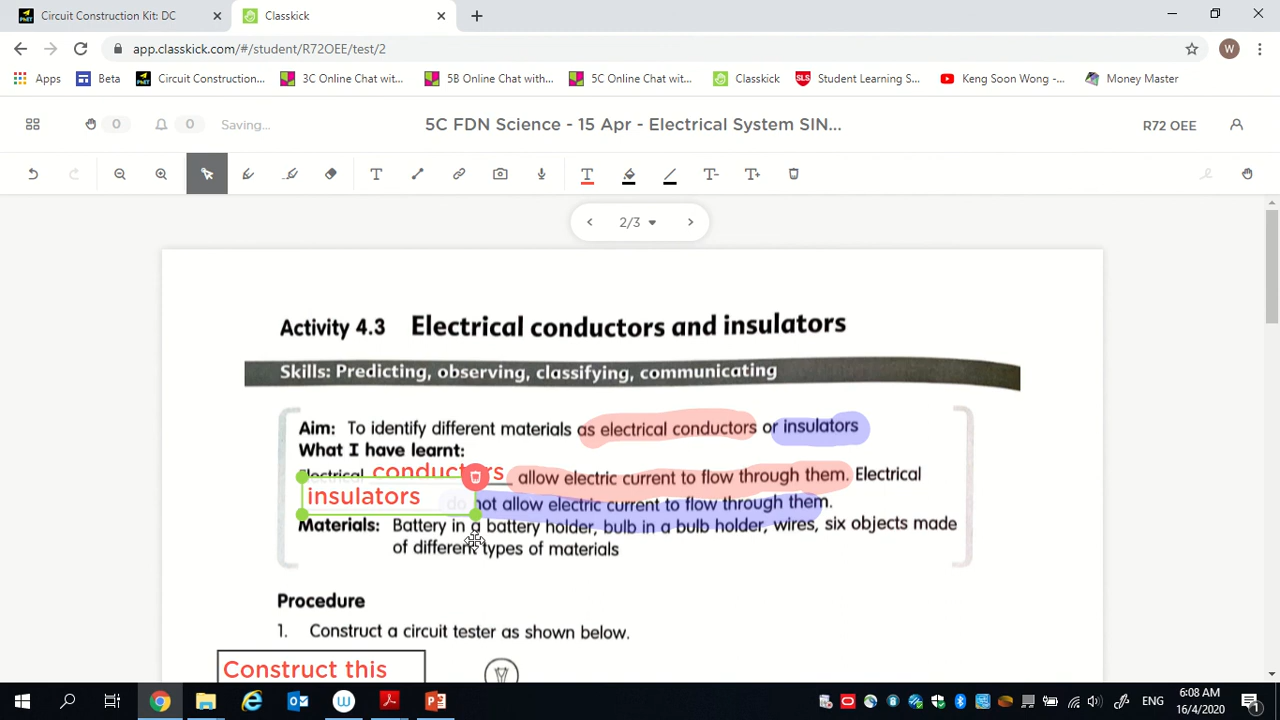 Circuit Construction Kit: DC
Classkick
app.classkick.com/#/student/R72OEE/test/2
W
Apps
Beta
Circuit Construction...
3C Online Chat wit...
5B Online Chat with...
5C Online Chat wit...
Classkick
SLS
Student Learning S...
Keng Soon Wong -...
Money Master
0
0
Saving...
5C FDN Science - 15 Apr - Electrical System SIN...
R72 OEE
2/3
Activity 4.3 Electrical conductors and insulators
Skills: Predicting, observing, classifying, communicating
Aim: To identify different materials as electrical conductors or insulators
What I have learnt:
Electrical conductors allow electric current to flow through them. Electrical
insulators do not allow electric current to flow through them.
Materials: Battery in a battery holder, bulb in a bulb holder, wires, six objects made
of different types of materials
Procedure
1. Construct a circuit tester as shown below.
Construct this
ENG
6:08 AM
16/4/2020
1